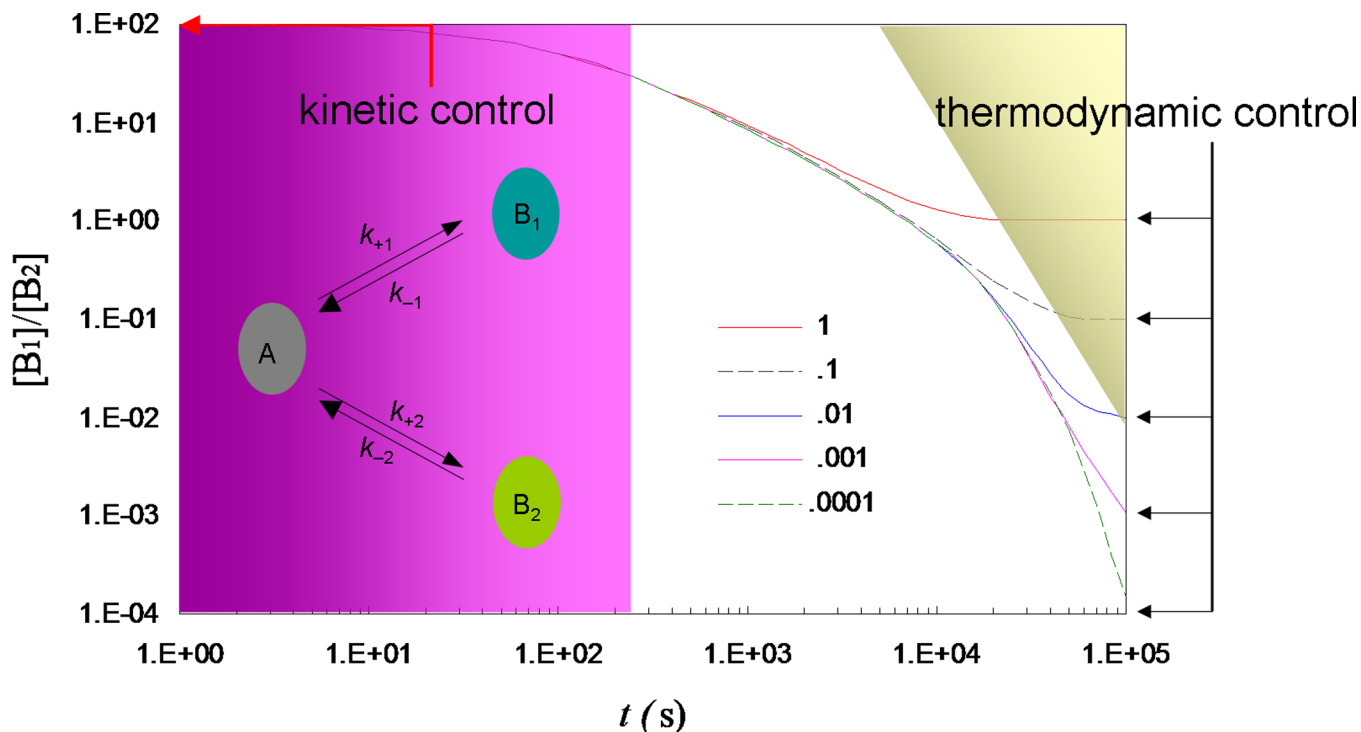 1.E+02
kinetic control
thermodynamic control
1.E+01
B1
k+1
1.E+00
k–1
[B1]/[B2]
1.E-01
A
1
.1
.01
.001
.0001
1.E-02
k+2
k–2
B2
1.E-03
1.E-04
1.E+00 1.E+01 1.E+02 1.E+03 1.E+04 1.E+05
t (s)